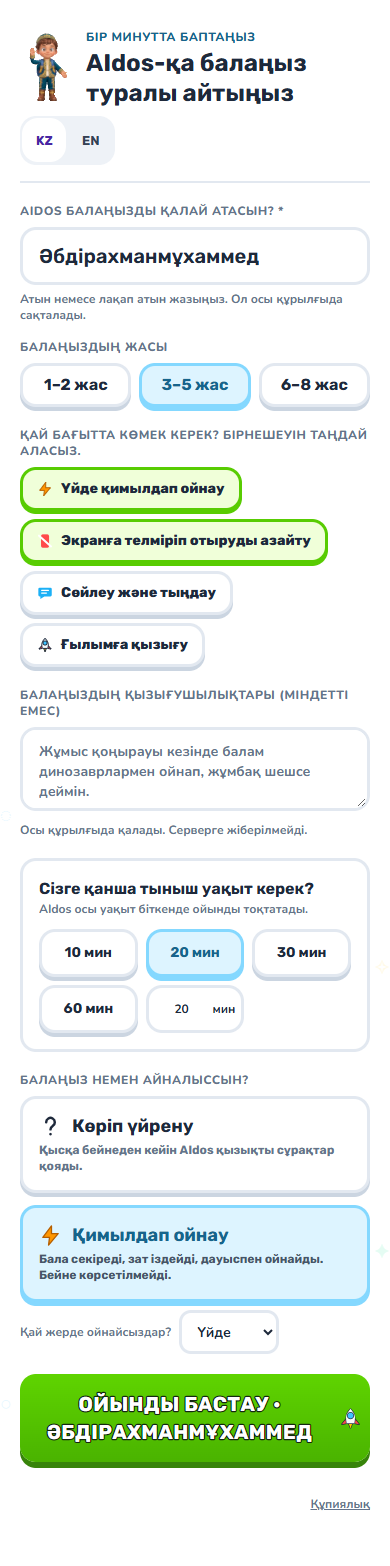 БІР МИНУТТА БАПТАҢЫЗ
Aldos-қа балаңыз
туралы айтыңыз
KZ EN
AIDOS БАЛАҢЫЗДЫ ҚАЛАЙ АТАСЫН? *
Әбдірахманмұхаммед
Атын немесе лақап атын жазыңыз. Ол осы құрылғыда
сақталады.
БАЛАҢЫЗДЫҢ ЖАСЫ
1–2 жас 3–5 жас 6–8 жас
ҚАЙ БАҒЫТТА КӨМЕК КЕРЕК? БІРНЕШЕУІН ТАҢДАЙ
АЛАСЫЗ.
Үйде қимылдап ойнау
Экранға телміріп отыруды азайту
Сөйлеу және тыңдау
Ғылымға қызығу
БАЛАҢЫЗДЫҢ ҚЫЗЫҒУШЫЛЫҚТАРЫ (МІНДЕТТІ
ЕМЕС)
Жұмыс қоңырауы кезінде балам
динозаврлармен ойнап, жұмбақ шешсе
деймін.
Осы құрылғыда қалады. Серверге жіберілмейді.
Сізге қанша тыныш уақыт керек?
Aldos осы уақыт біткенде ойынды тоқтатады.
10 мин 20 мин 30 мин
60 мин 20 мин
БАЛАҢЫЗ НЕМЕН АЙНАЛЫССЫН?
? Көріп үйрену
Қысқа бейнеден кейін Aldos қызықты сұрақтар
қояды.
Қимылдап ойнау
Бала секіреді, зат іздейді, дауыспен ойнайды.
Бейне көрсетілмейді.
Қай жерде ойнайсыздар? Үйде
ОЙЫНДЫ БАСТАУ •
ӘБДІРАХМАНМҰХАММЕД
Құпиялық